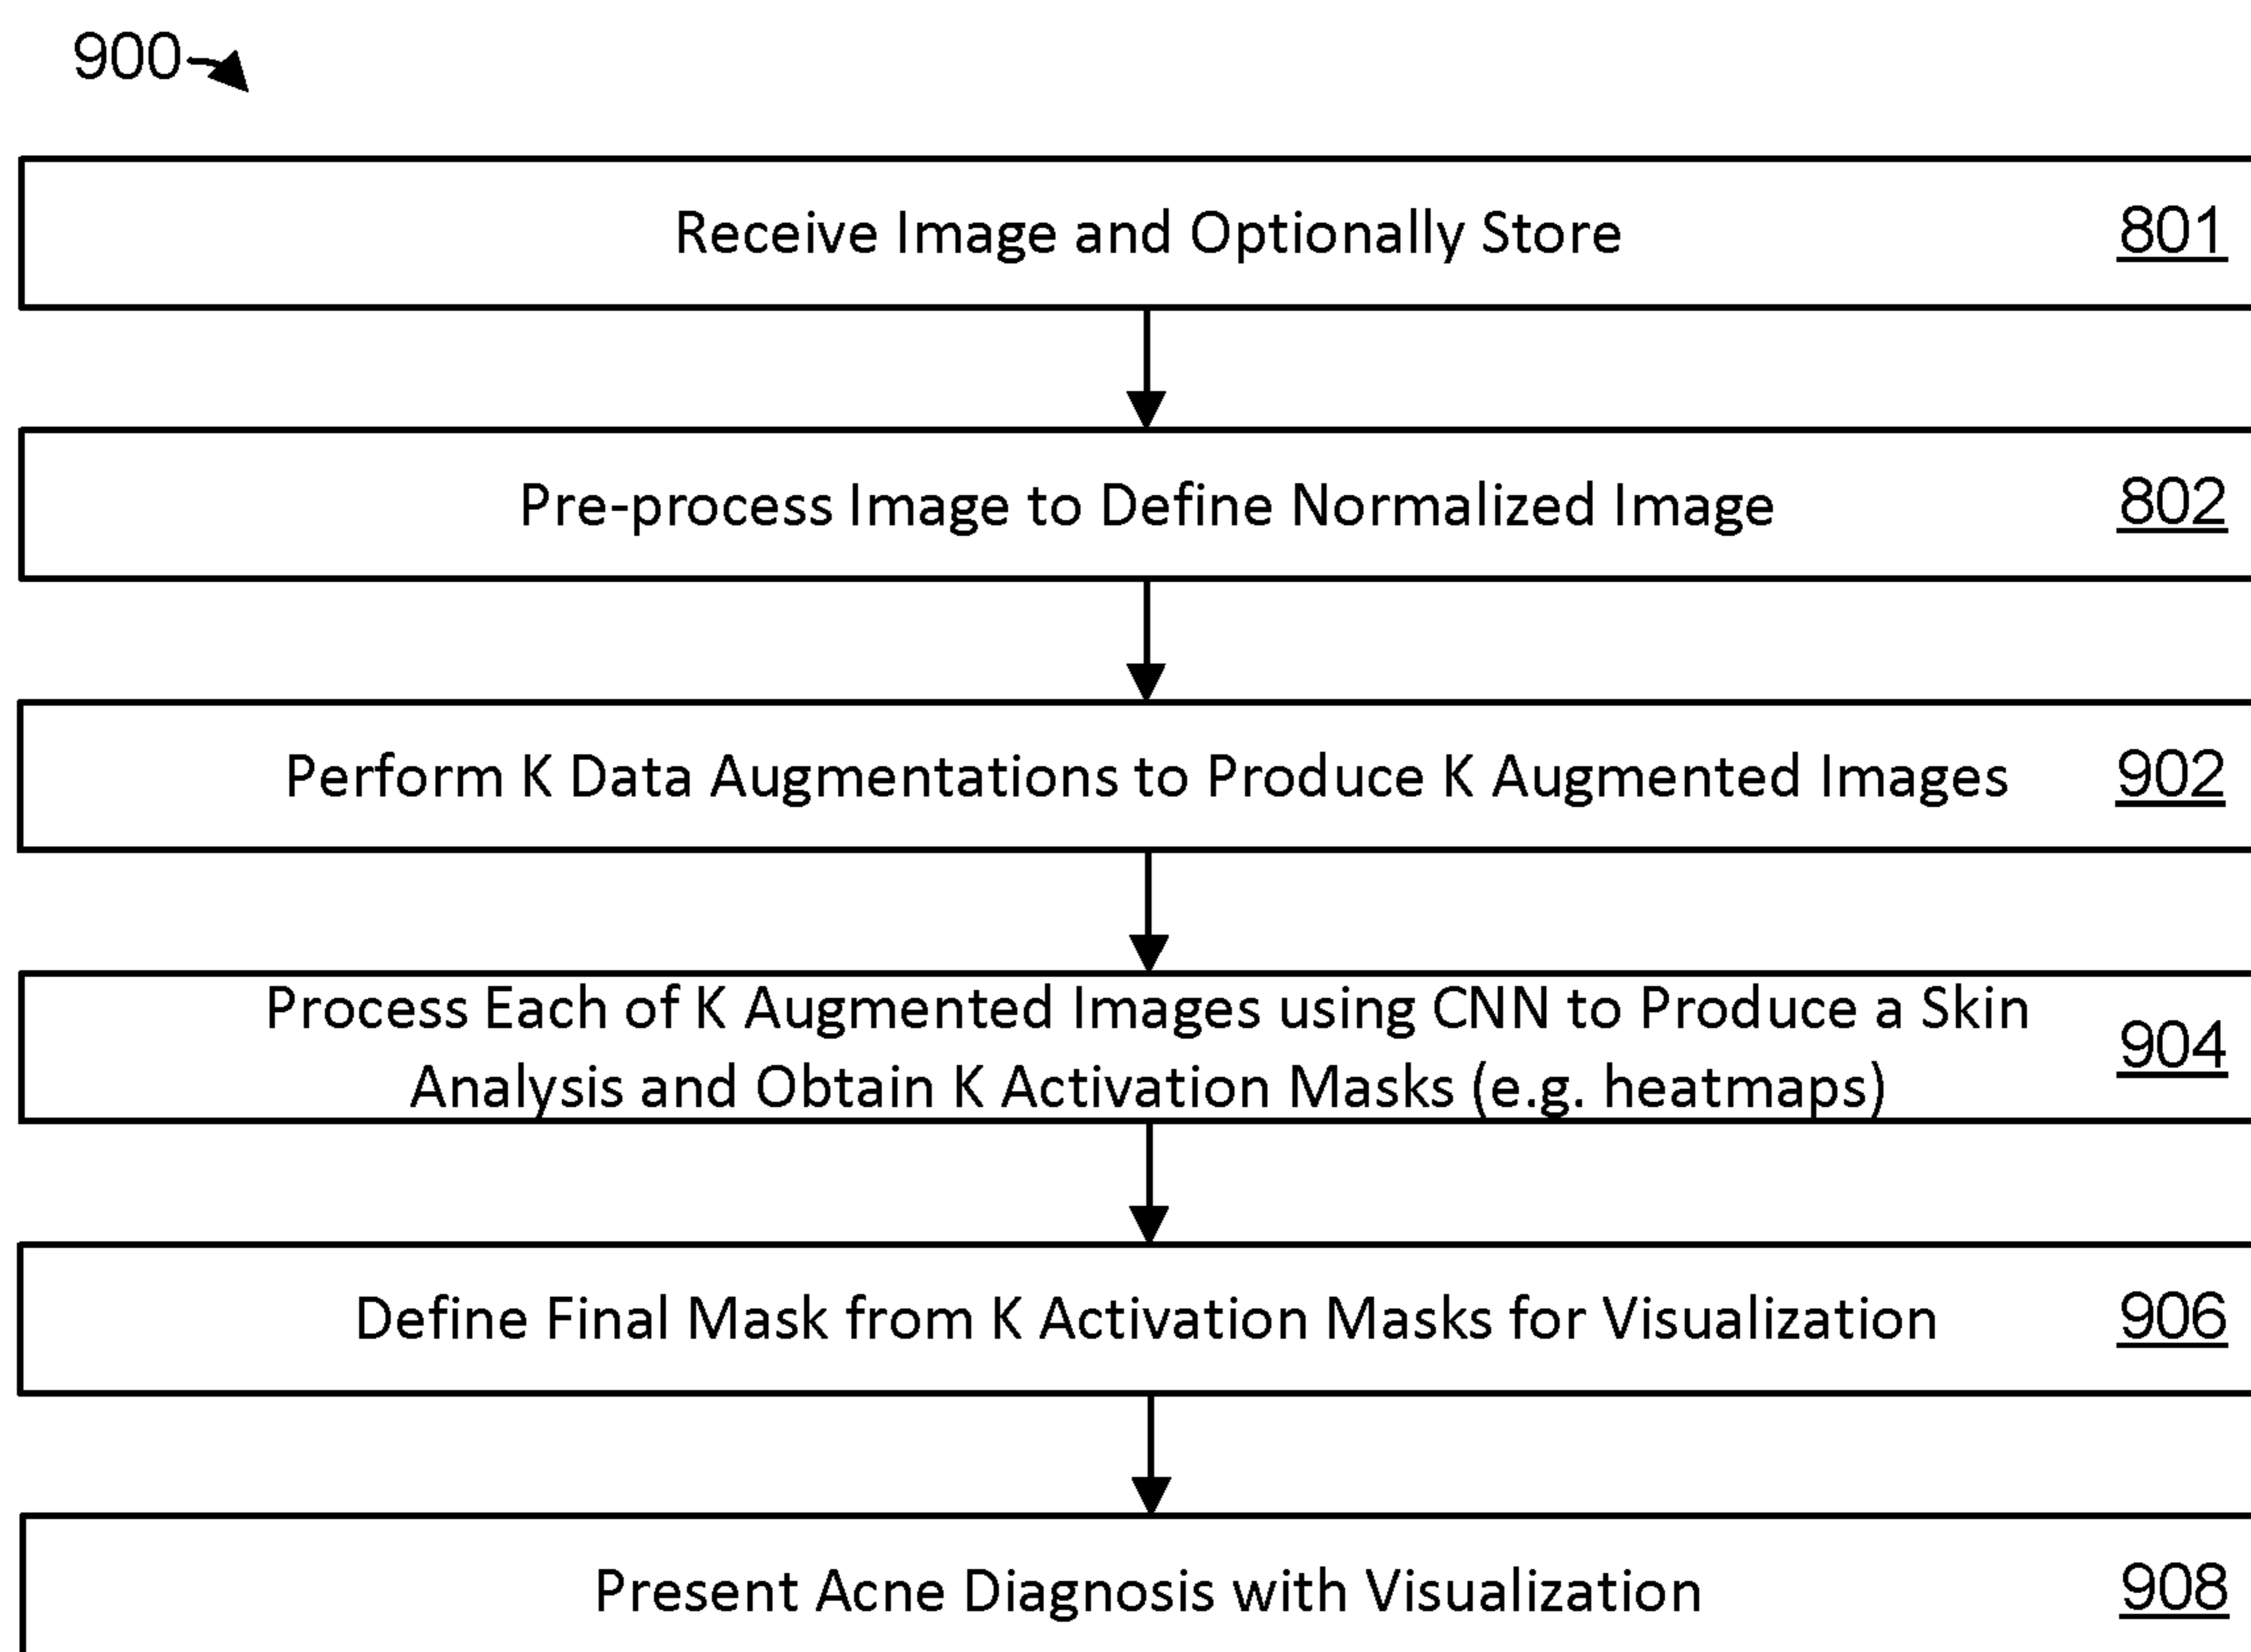 900
Receive Image and Optionally Store 801
Pre-process Image to Define Normalized Image 802
Perform K Data Augmentations to Produce K Augmented Images 902
Process Each of K Augmented Images using CNN to Produce a Skin
Analysis and Obtain K Activation Masks (e.g. heatmaps) 904
Define Final Mask from K Activation Masks for Visualization 906
Present Acne Diagnosis with Visualization 908